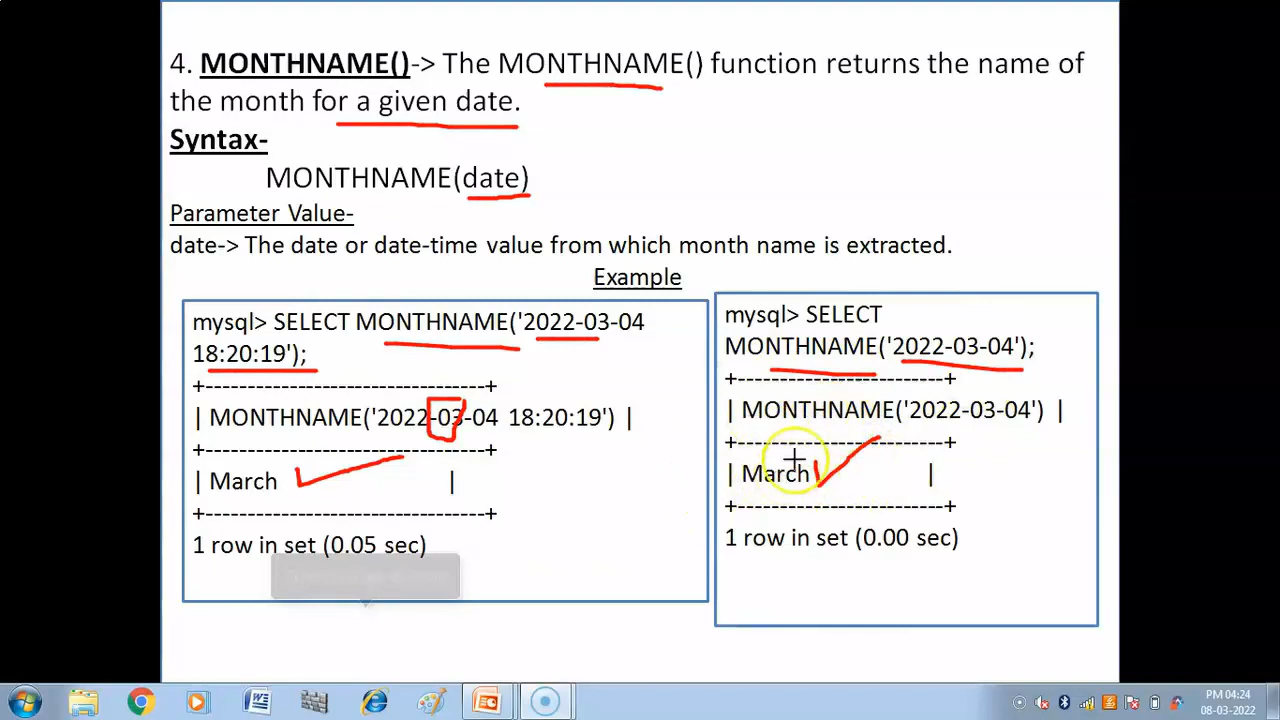 4. MONTHNAME()-> The MONTHNAME() function returns the name of
the month for a given date.
Syntax-
MONTHNAME(date)
Parameter Value-
date-> The date or date-time value from which month name is extracted.
Example
mysql> SELECT MONTHNAME('2022-03-04
18:20:19');
+---------------------------------+
| MONTHNAME('2022-03-04 18:20:19') |
+---------------------------------+
| March |
+---------------------------------+
1 row in set (0.05 sec)
mysql> SELECT
MONTHNAME('2022-03-04');
+------------------------+
| MONTHNAME('2022-03-04') |
+------------------------+
| March |
+------------------------+
1 row in set (0.00 sec)
PM 04:24
08-03-2022